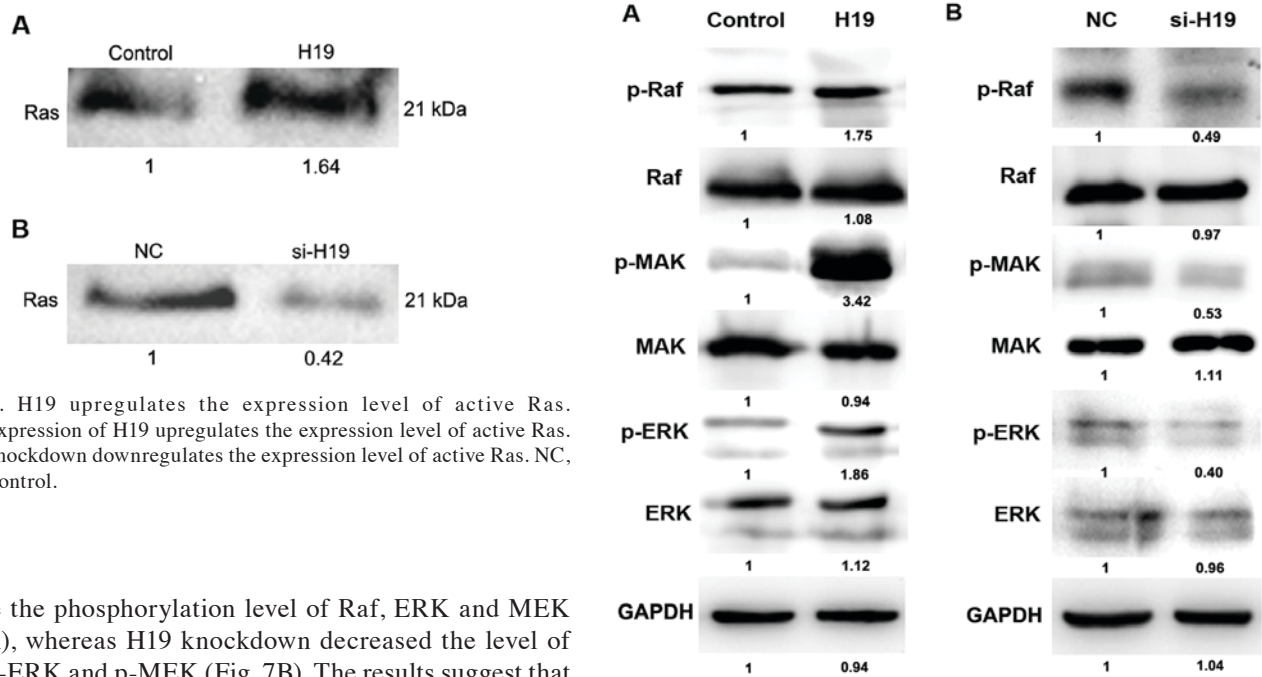 A
Control H19
Ras 21 kDa
1 1.64
B
NC si-H19
Ras 21 kDa
1 0.42
. H19 upregulates the expression level of active Ras.
xpression of H19 upregulates the expression level of active Ras.
nockdown downregulates the expression level of active Ras. NC,
ontrol.
the phosphorylation level of Raf, ERK and MEK
), whereas H19 knockdown decreased the level of
-ERK and p-MEK (Fig. 7B). The results suggest that
A
Control H19
p-Raf
1 1.75
Raf
1 1.08
p-MAK
1 3.42
MAK
1 0.94
p-ERK
1 1.86
ERK
1 1.12
GAPDH
1 0.94
B
NC si-H19
p-Raf
1 0.49
Raf
1 0.97
p-MAK
1 0.53
MAK
1 1.11
p-ERK
1 0.40
ERK
1 0.96
GAPDH
1 1.04